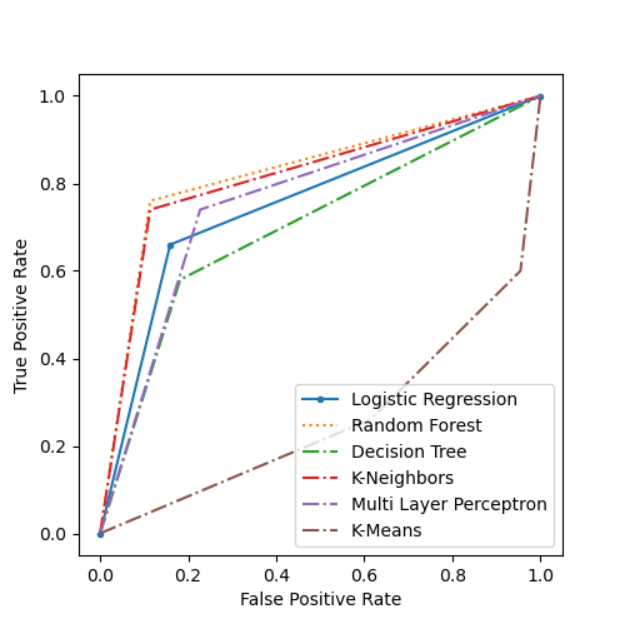 1.0
0.8
0.6
0.4
0.2
0.0
True Positive Rate
Logistic Regression
Random Forest
Decision Tree
K-Neighbors
Multi Layer Perceptron
K-Means
0.0 0.2 0.4 0.6 0.8 1.0
False Positive Rate